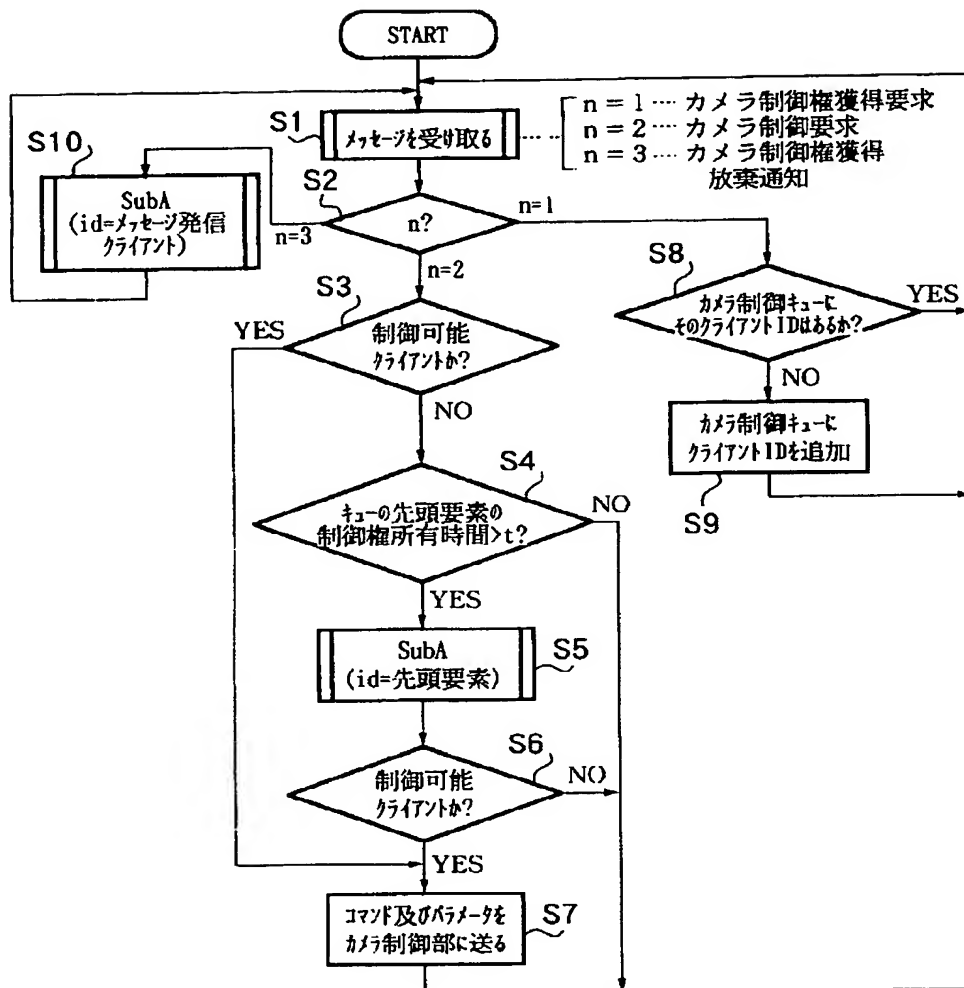 START
S1
メッセージを受け取る
n = 1 ···· カメラ制御権獲得要求
n = 2 ···· カメラ制御要求
n = 3 ···· カメラ制御権獲得
放棄通知
S10
SubA
(id=メッセージ発信
クライアント)
S2
n?
n=3
n=1
n=2
S3
YES
制御可能
クライアントか?
NO
S8
カメラ制御キューに
そのクライアントIDはあるか?
YES
NO
カメラ制御キューに
クライアントIDを追加
S9
S4
キューの先頭要素の
制御権所有時間>t?
NO
YES
SubA
(id=先頭要素)
S5
S6
制御可能
クライアントか?
NO
YES
コマンド及びパラメータを
カメラ制御部に送る
S7